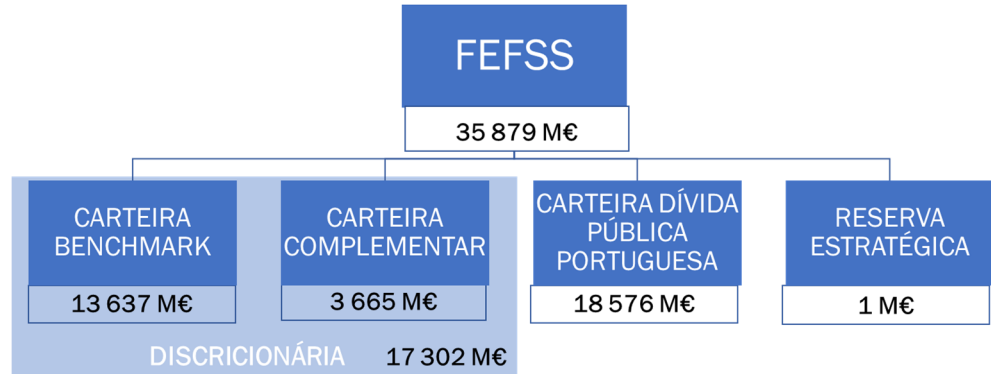 FEFSS
35 879 M€
CARTEIRA
BENCHMARK
13 637 M€
CARTEIRA
COMPLEMENTAR
3 665 M€
CARTEIRA DÍVIDA
PÚBLICA
PORTUGUESA
18 576 M€
RESERVA
ESTRATÉGICA
1 M€
DISCRICIONÁRIA 17 302 M€